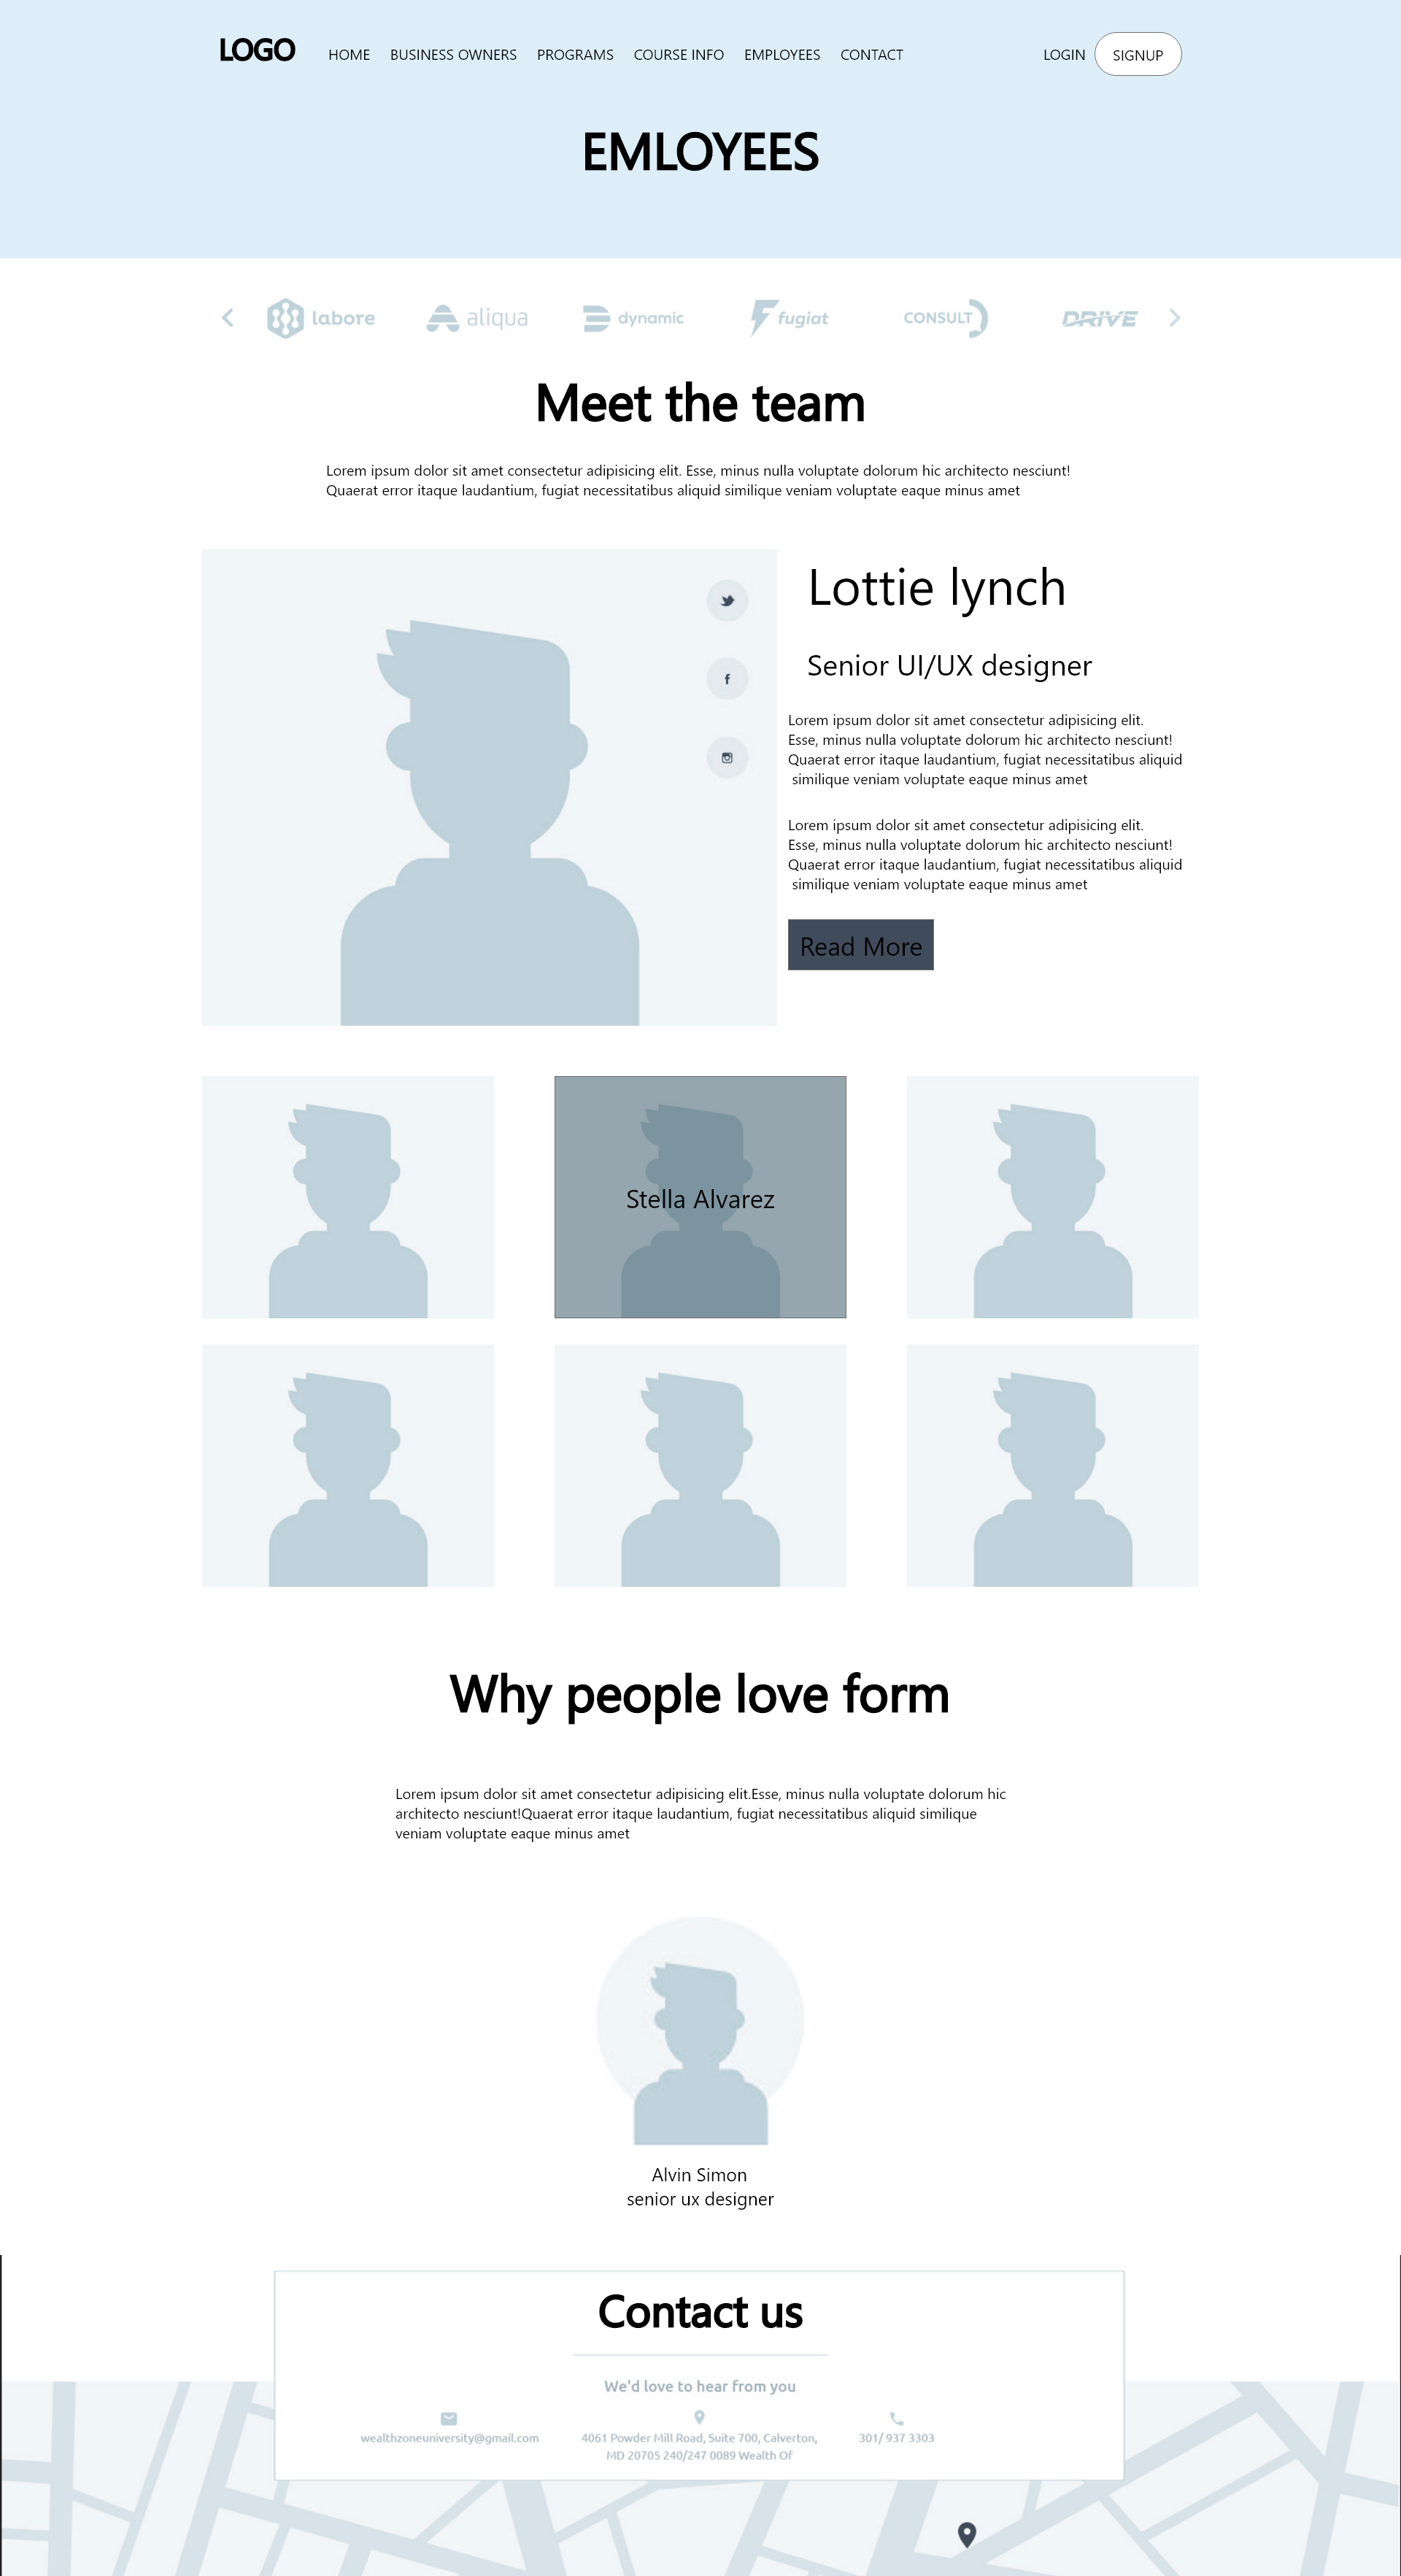 LOGO HOME BUSINESS OWNERS PROGRAMS COURSE INFO EMPLOYEES CONTACT LOGIN SIGNUP
EMLOYEES
labore aliqua dynamic fugiat CONSULT DRIVE
Meet the team
Lorem ipsum dolor sit amet consectetur adipisicing elit. Esse, minus nulla voluptate dolorum hic architecto nesciunt!
Quaerat error itaque laudantium, fugiat necessitatibus aliquid similique veniam voluptate eaque minus amet
Lottie lynch
Senior UI/UX designer
Lorem ipsum dolor sit amet consectetur adipisicing elit.
Esse, minus nulla voluptate dolorum hic architecto nesciunt!
Quaerat error itaque laudantium, fugiat necessitatibus aliquid
similique veniam voluptate eaque minus amet
Lorem ipsum dolor sit amet consectetur adipisicing elit.
Esse, minus nulla voluptate dolorum hic architecto nesciunt!
Quaerat error itaque laudantium, fugiat necessitatibus aliquid
similique veniam voluptate eaque minus amet
Read More
Stella Alvarez
Why people love form
Lorem ipsum dolor sit amet consectetur adipisicing elit.Esse, minus nulla voluptate dolorum hic
architecto nesciunt!Quaerat error itaque laudantium, fugiat necessitatibus aliquid similique
veniam voluptate eaque minus amet
Alvin Simon
senior ux designer
Contact us
We'd love to hear from you
wealthzoneuniversity@gmail.com 4061 Powder Mill Road, Suite 700, Calverton, 301/ 937 3303
MD 20705 240/247 0089 Wealth Of